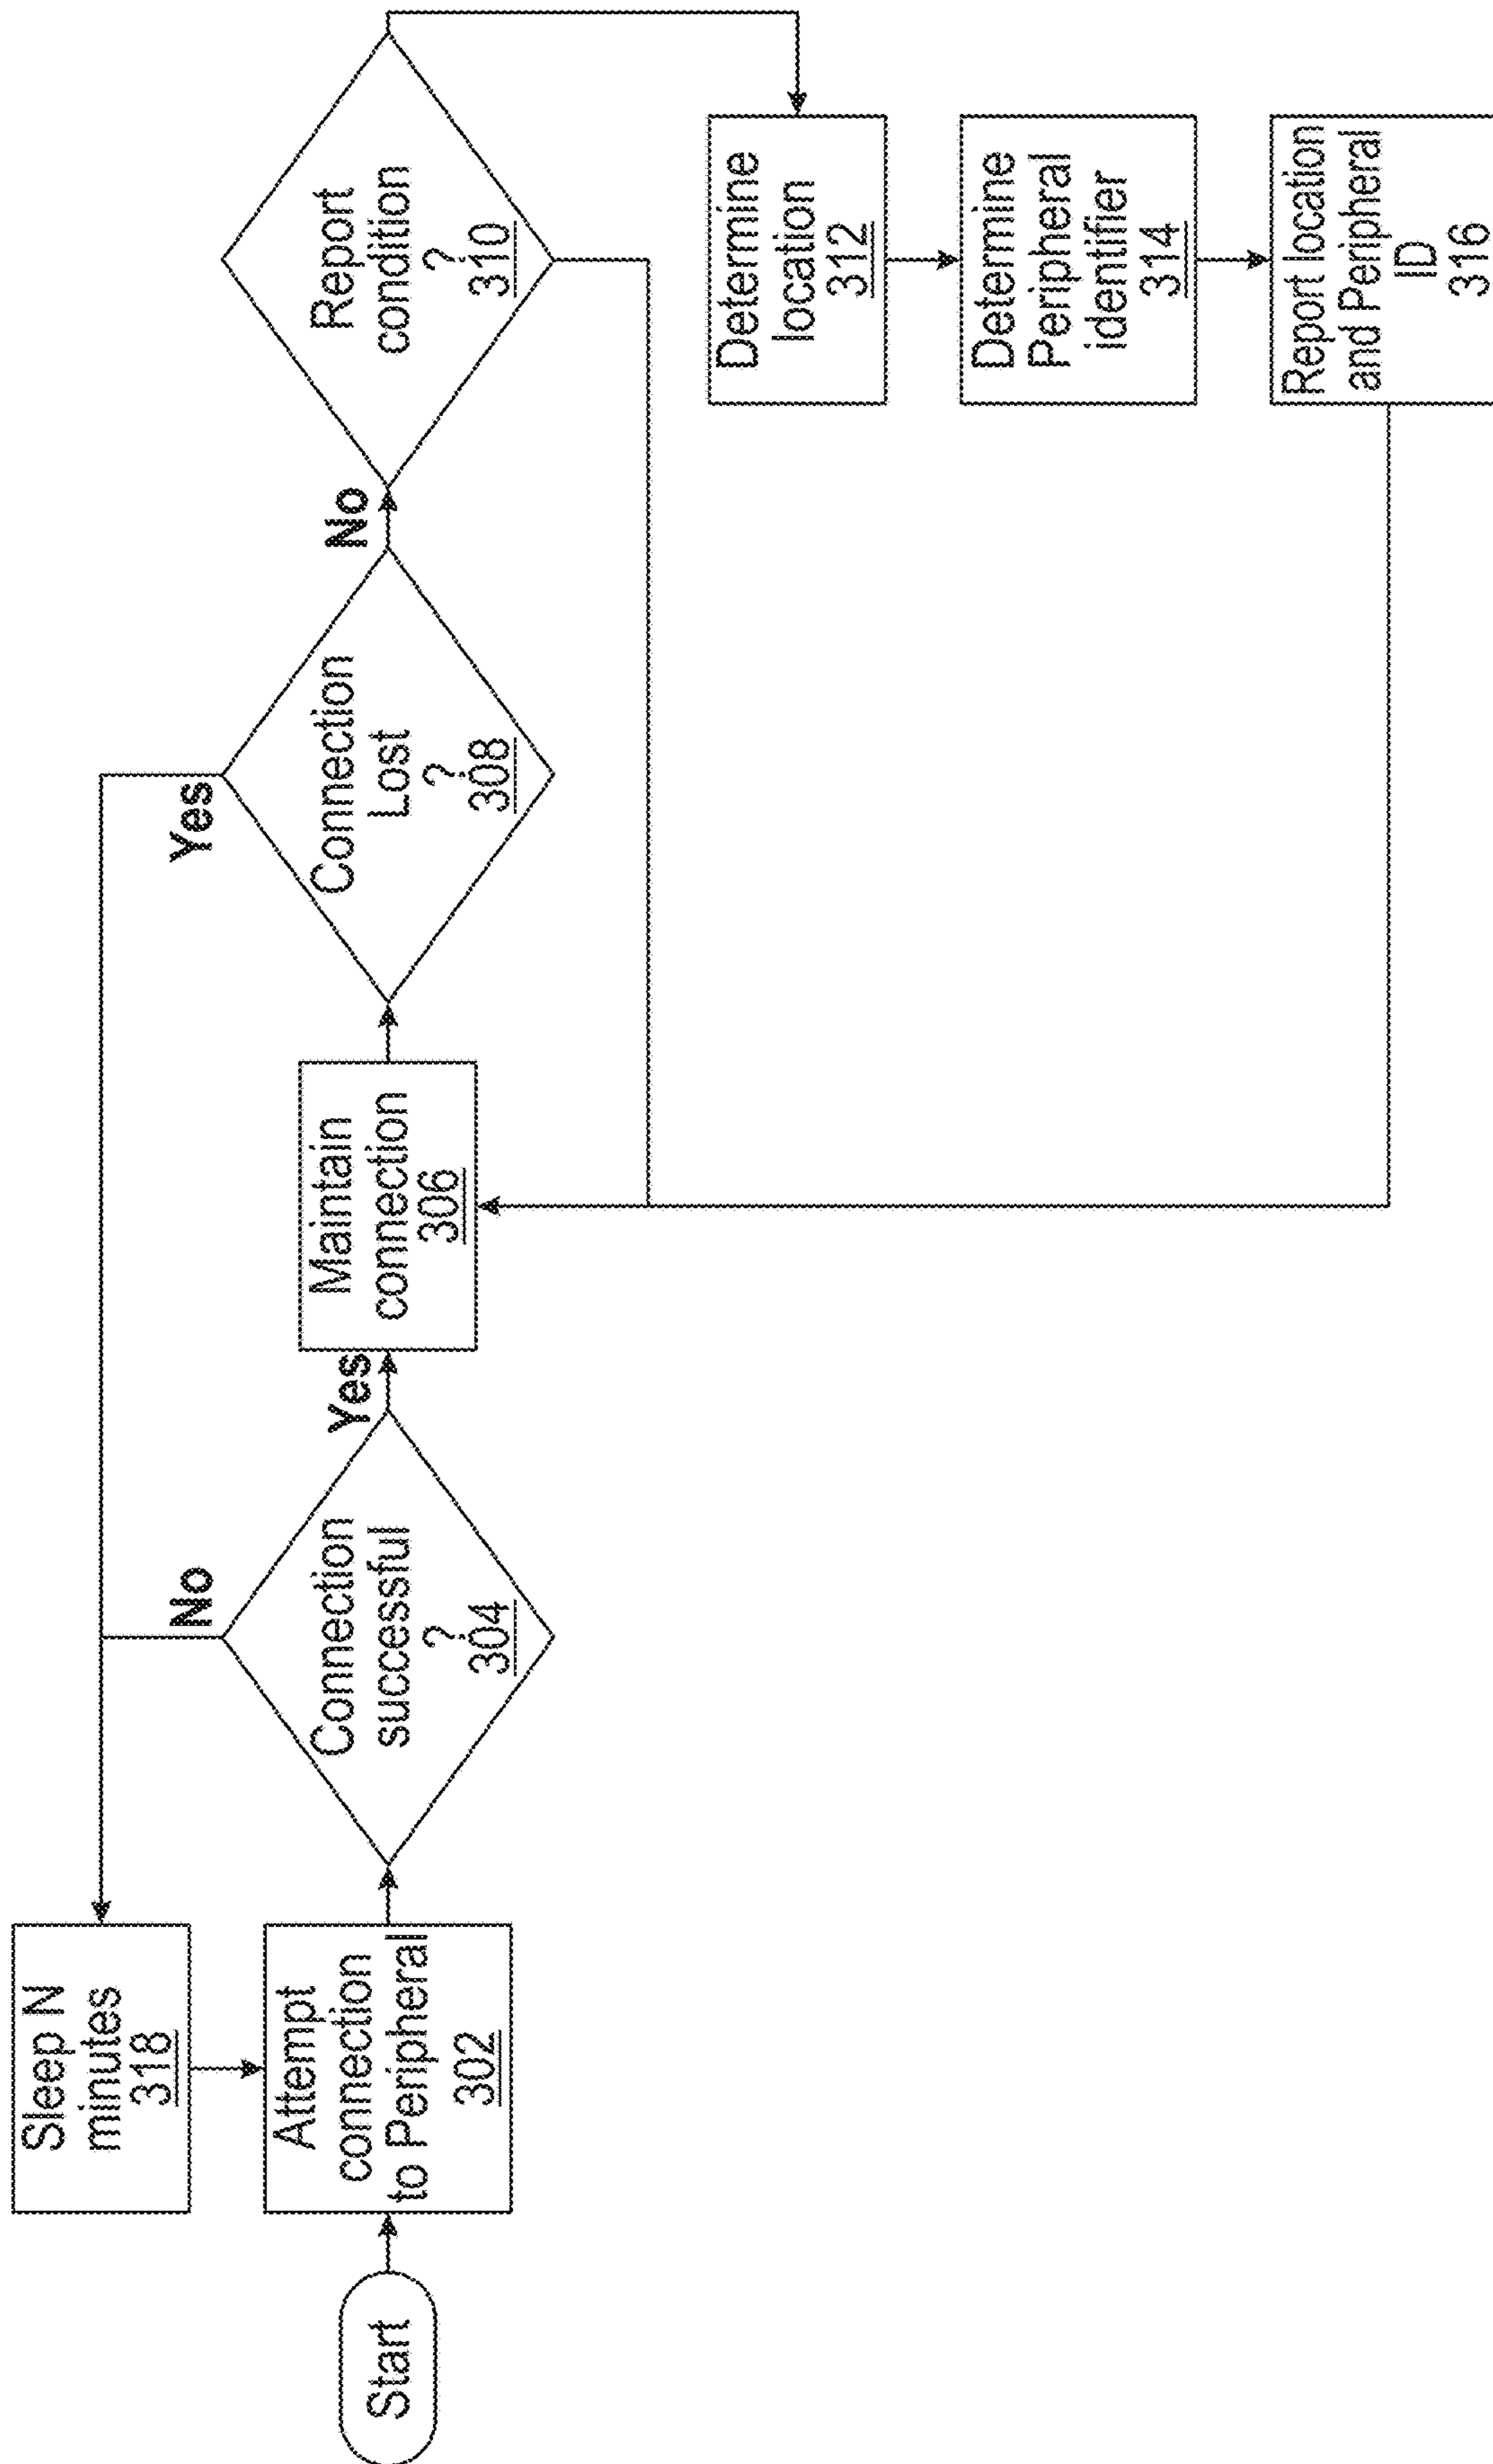 Start
Sleep N
minutes
318
Attempt
connection
to Peripheral
302
No
Connection
successful
?
304
Yes
Maintain
connection
306
Yes
Connection
Lost
?
308
No
Report
condition
?
310
Determine
location
312
Determine
Peripheral
identifier
314
Report location
and Peripheral
ID
316